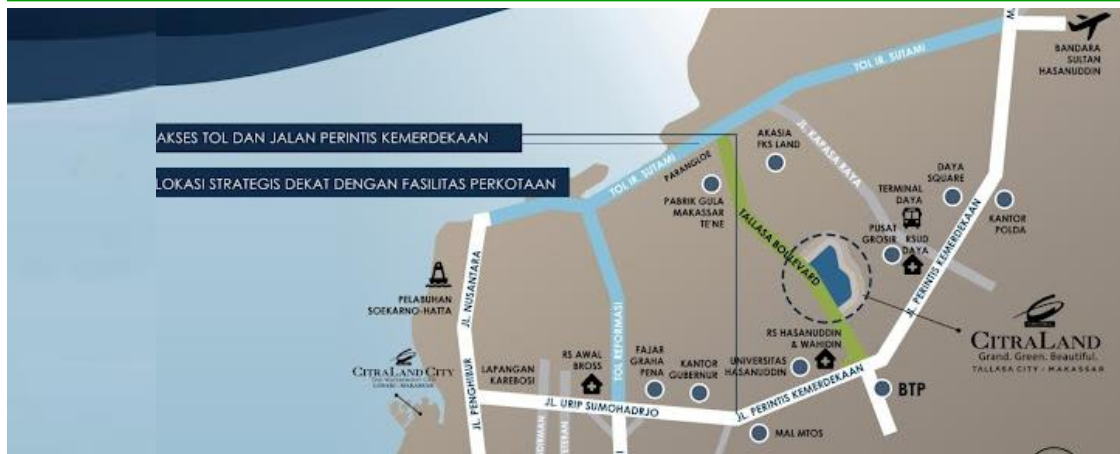 TOL IR. SUTAMI
BANDARA
SULTAN
HASANUDDIN
AKSES TOL DAN JALAN PERINTIS KEMERDEKAAN
LOKASI STRATEGIS DEKAT DENGAN FASILITAS PERKOTAAN
TOL IR. SUTAMI
PARANGLOE
AKASIA
FKS LAND
JL. KAPASA RAYA
PABRIK GULA
MAKASSAR
TE'NE
TALLASA BOULEVARD
DAYA
SQUARE
TERMINAL
DAYA
KANTOR
POLDA
PUSAT
GROSIR
RSUD
DAYA
JL. PERINTIS KEMERDEKAAN
PELABUHAN
SOEKARNO-HATTA
JL. NUSANTARA
TOL REFORMASI
CITRALAND
Grand. Green. Beautiful.
TALLASA CITY - MAKASSAR
CITRALAND CITY
JL. PENGHIBUR
LAPANGAN
KAREBOSI
RS AWAL
BROSS
FAJAR
GRAHA
PENA
KANTOR
GUBERNUR
UNIVERSITAS
HASANUDDIN
RS HASANUDDIN
& WAHIDIN
JL. URIP SUMOHADRJO
JL. PERINTIS KEMERDEKAAN
BTP
MAL MTOS